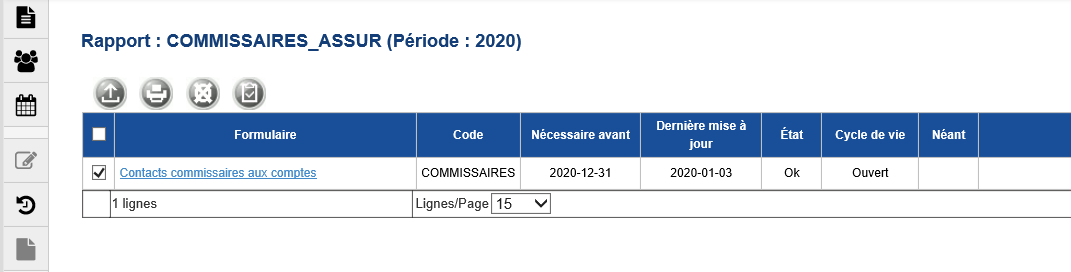 Rapport : COMMISSAIRES_ASSUR (Période : 2020)
Formulaire Code Nécessaire avant Dernière mise à jour État Cycle de vie Néant
Contacts commissaires aux comptes COMMISSAIRES 2020-12-31 2020-01-03 Ok Ouvert
1 lignes Lignes/Page 15